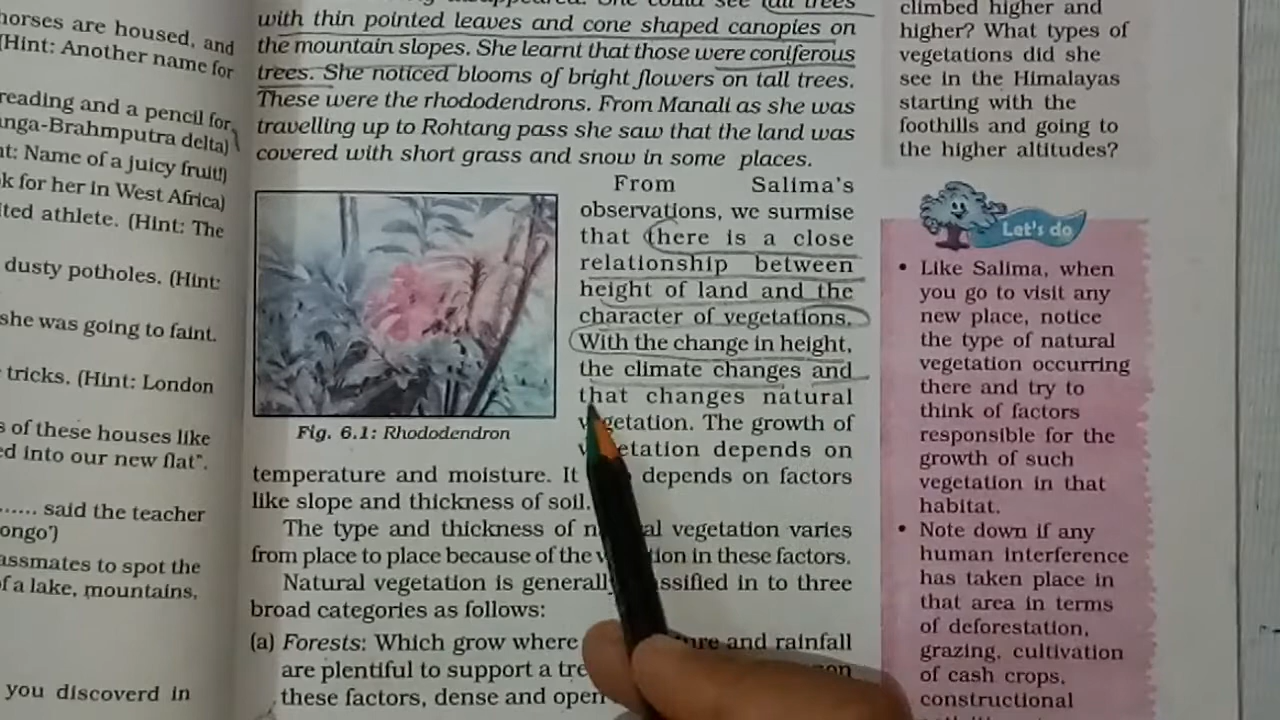 horses are housed, and
(Hint: Another name for
reading and a pencil for
anga-Brahmputra delta)
nt: Name of a juicy fruit!)
k for her in West Africa)
ited athlete. (Hint: The
dusty potholes. (Hint:
she was going to faint.
tricks. (Hint: London
s of these houses like
ed into our new flat".
...... said the teacher
ongo')
assmates to spot the
f a lake, mountains,
you discoverd in
disappeared. She could see tall trees
with thin pointed leaves and cone shaped canopies on
the mountain slopes. She learnt that those were coniferous
trees. She noticed blooms of bright flowers on tall trees.
These were the rhododendrons. From Manali as she was
travelling up to Rohtang pass she saw that the land was
covered with short grass and snow in some places.
From Salima's
observations, we surmise
that there is a close
relationship between
height of land and the
character of vegetations.
With the change in height,
the climate changes and
that changes natural
vegetation. The growth of
vegetation depends on
Fig. 6.1: Rhododendron
temperature and moisture. It depends on factors
like slope and thickness of soil.
The type and thickness of natural vegetation varies
from place to place because of the variation in these factors.
Natural vegetation is generally classified in to three
broad categories as follows:
(a) Forests: Which grow where and rainfall
are plentiful to support a tre
these factors, dense and open
climbed higher and
higher? What types of
vegetations did she
see in the Himalayas
starting with the
foothills and going to
the higher altitudes?
Let's do
• Like Salima, when
you go to visit any
new place, notice
the type of natural
vegetation occurring
there and try to
think of factors
responsible for the
growth of such
vegetation in that
habitat.
• Note down if any
human interference
has taken place in
that area in terms
of deforestation,
grazing, cultivation
of cash crops,
constructional